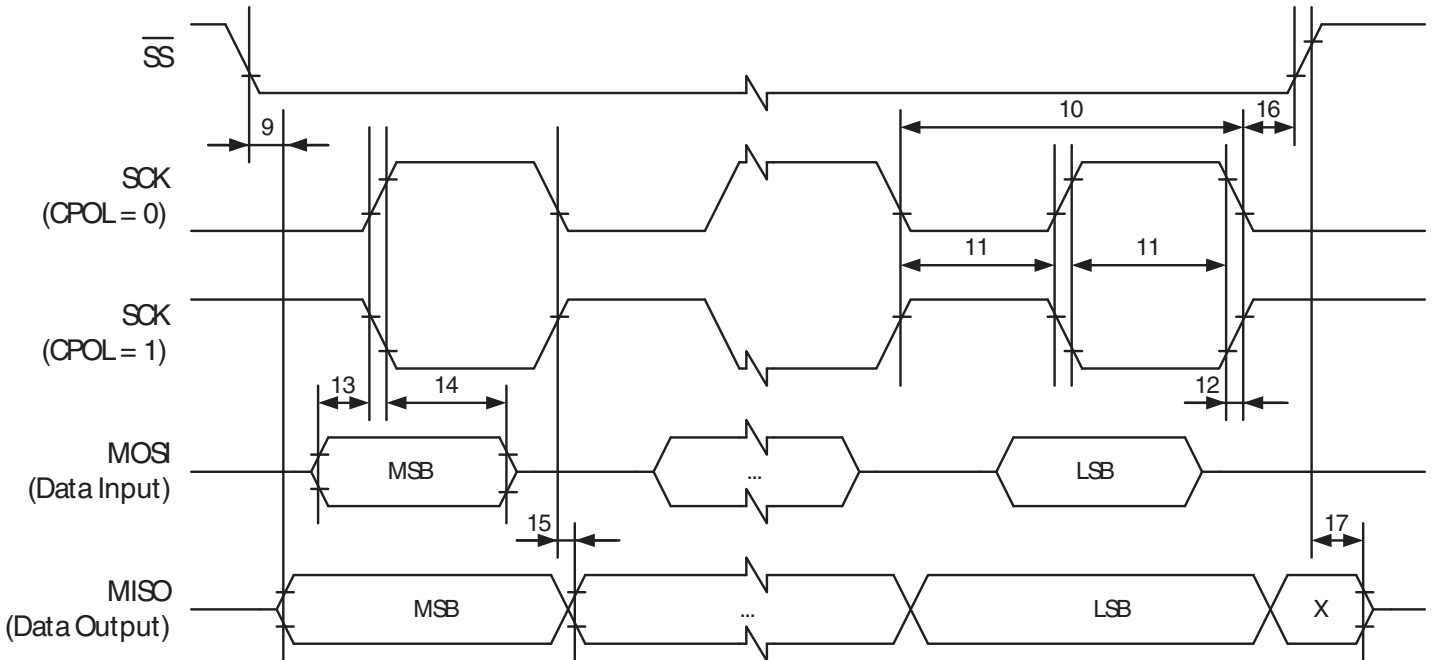 SS
9
10
16
SCK
(CPOL = 0)
11
11
SCK
(CPOL = 1)
13
14
12
MOSI
(Data Input)
MSB
...
LSB
15
17
MISO
(Data Output)
MSB
...
LSB
X